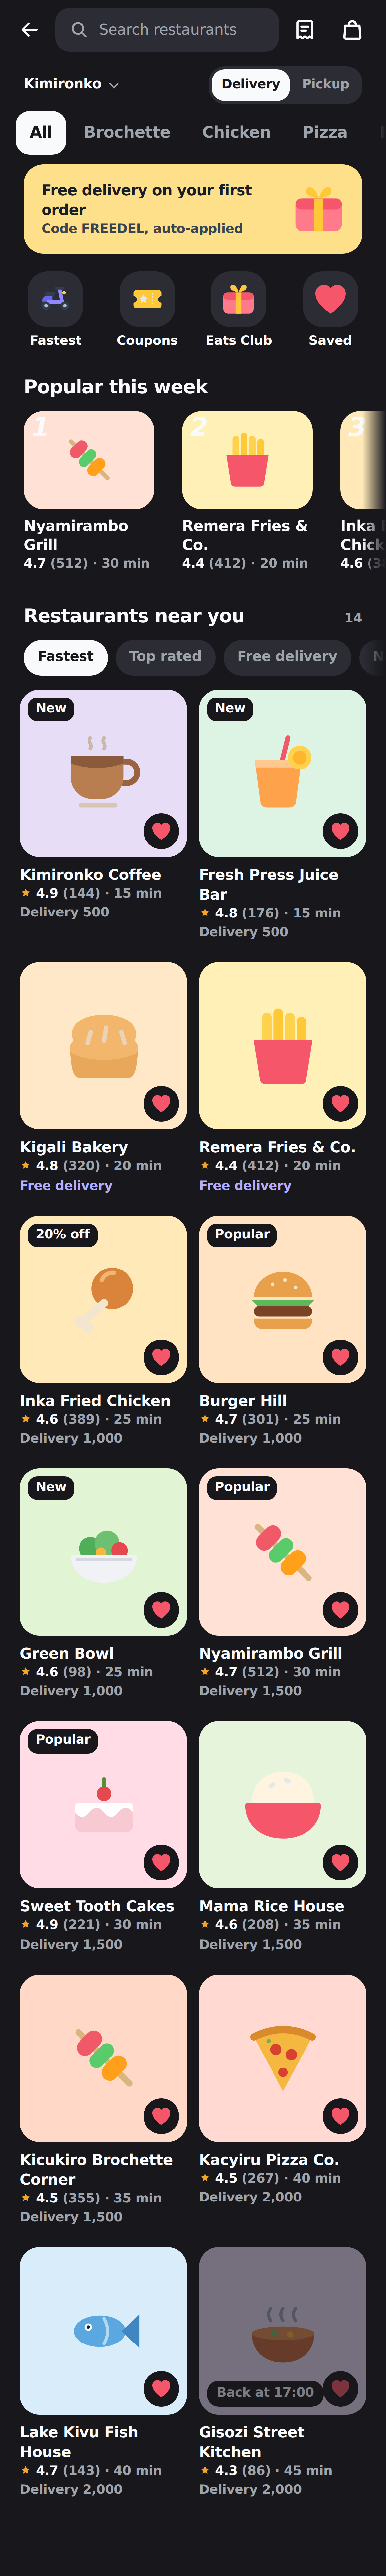 Search restaurants
Kimironko
Delivery
Pickup
All
Brochette
Chicken
Pizza
Free delivery on your first
order
Code FREEDEL, auto-applied
Fastest
Coupons
Eats Club
Saved
Popular this week
1
2
3
Nyamirambo
Grill
4.7 (512) · 30 min
Remera Fries &
Co.
4.4 (412) · 20 min
Inka
Chick
4.6
Restaurants near you
14
Fastest
Top rated
Free delivery
New
New
Kimironko Coffee
4.9 (144) · 15 min
Delivery 500
Fresh Press Juice
Bar
4.8 (176) · 15 min
Delivery 500
Kigali Bakery
4.8 (320) · 20 min
Free delivery
Remera Fries & Co.
4.4 (412) · 20 min
Free delivery
20% off
Popular
Inka Fried Chicken
4.6 (389) · 25 min
Delivery 1,000
Burger Hill
4.7 (301) · 25 min
Delivery 1,000
New
Popular
Green Bowl
4.6 (98) · 25 min
Delivery 1,000
Nyamirambo Grill
4.7 (512) · 30 min
Delivery 1,500
Popular
Sweet Tooth Cakes
4.9 (221) · 30 min
Delivery 1,500
Mama Rice House
4.6 (208) · 35 min
Delivery 1,500
Kicukiro Brochette
Corner
4.5 (355) · 35 min
Delivery 1,500
Kacyiru Pizza Co.
4.5 (267) · 40 min
Delivery 2,000
Back at 17:00
Lake Kivu Fish
House
4.7 (143) · 40 min
Delivery 2,000
Gisozi Street
Kitchen
4.3 (86) · 45 min
Delivery 2,000